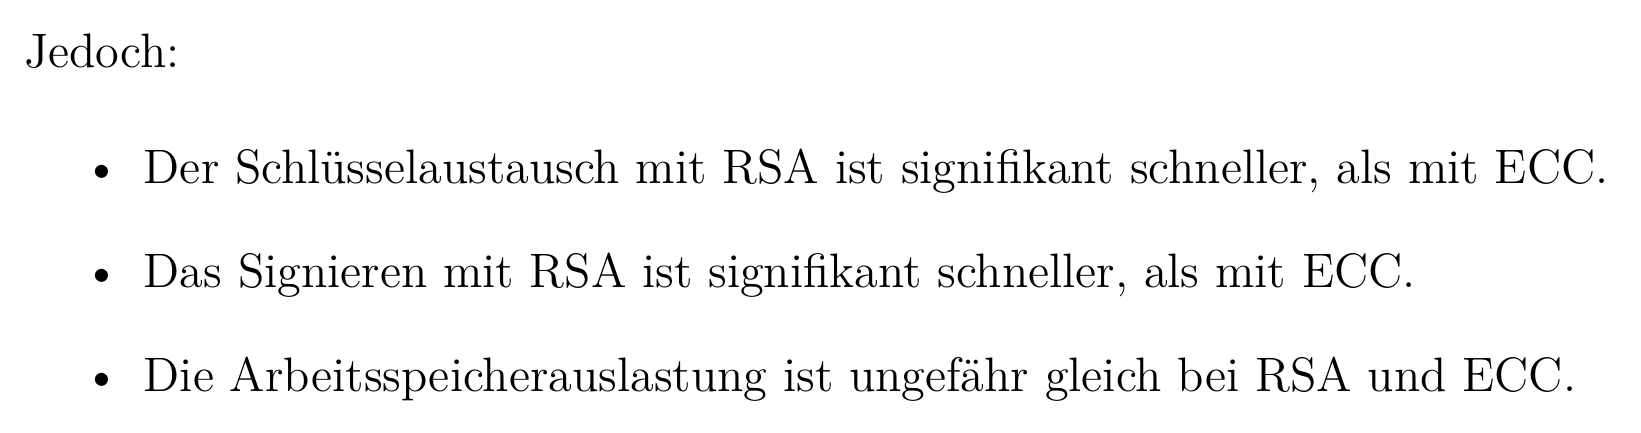 Jedoch:
• Der Schlüsselaustausch mit RSA ist signifikant schneller, als mit ECC.
• Das Signieren mit RSA ist signifikant schneller, als mit ECC.
• Die Arbeitsspeicherauslastung ist ungefähr gleich bei RSA und ECC.